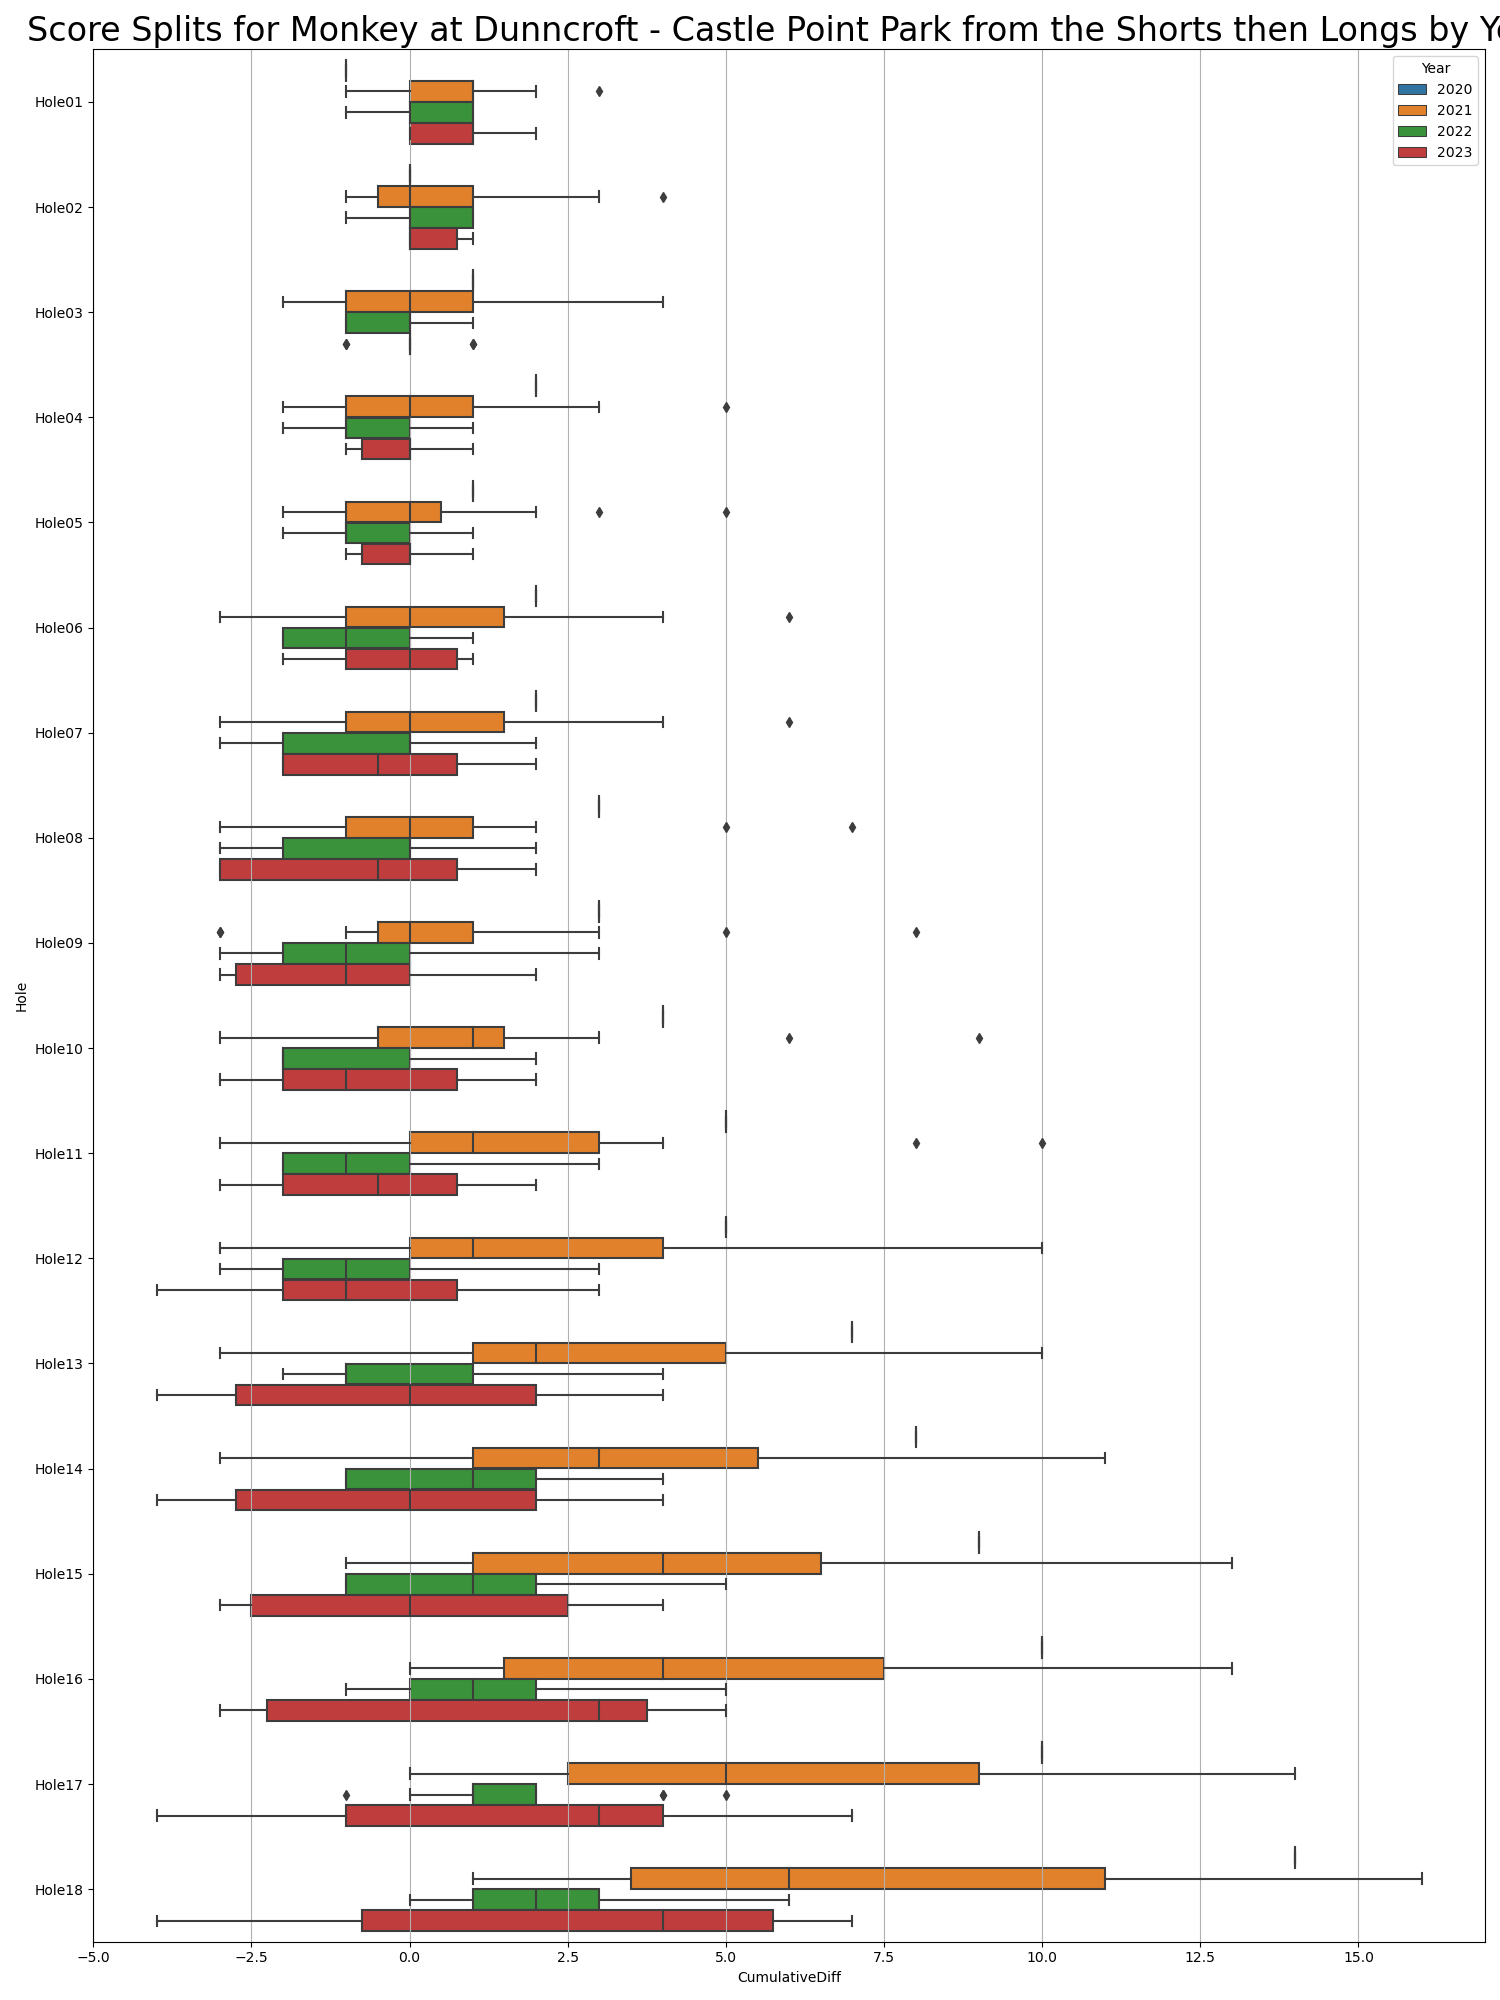 Score Splits for Monkey at Dunncroft - Castle Point Park from the Shorts then Longs by Ye
Year
2020
2021
2022
2023
Hole01
Hole02
Hole03
Hole04
Hole05
Hole06
Hole07
Hole08
Hole09
Hole
Hole10
Hole11
Hole12
Hole13
Hole14
Hole15
Hole16
Hole17
Hole18
−5.0 −2.5 0.0 2.5 5.0 7.5 10.0 12.5 15.0
CumulativeDiff